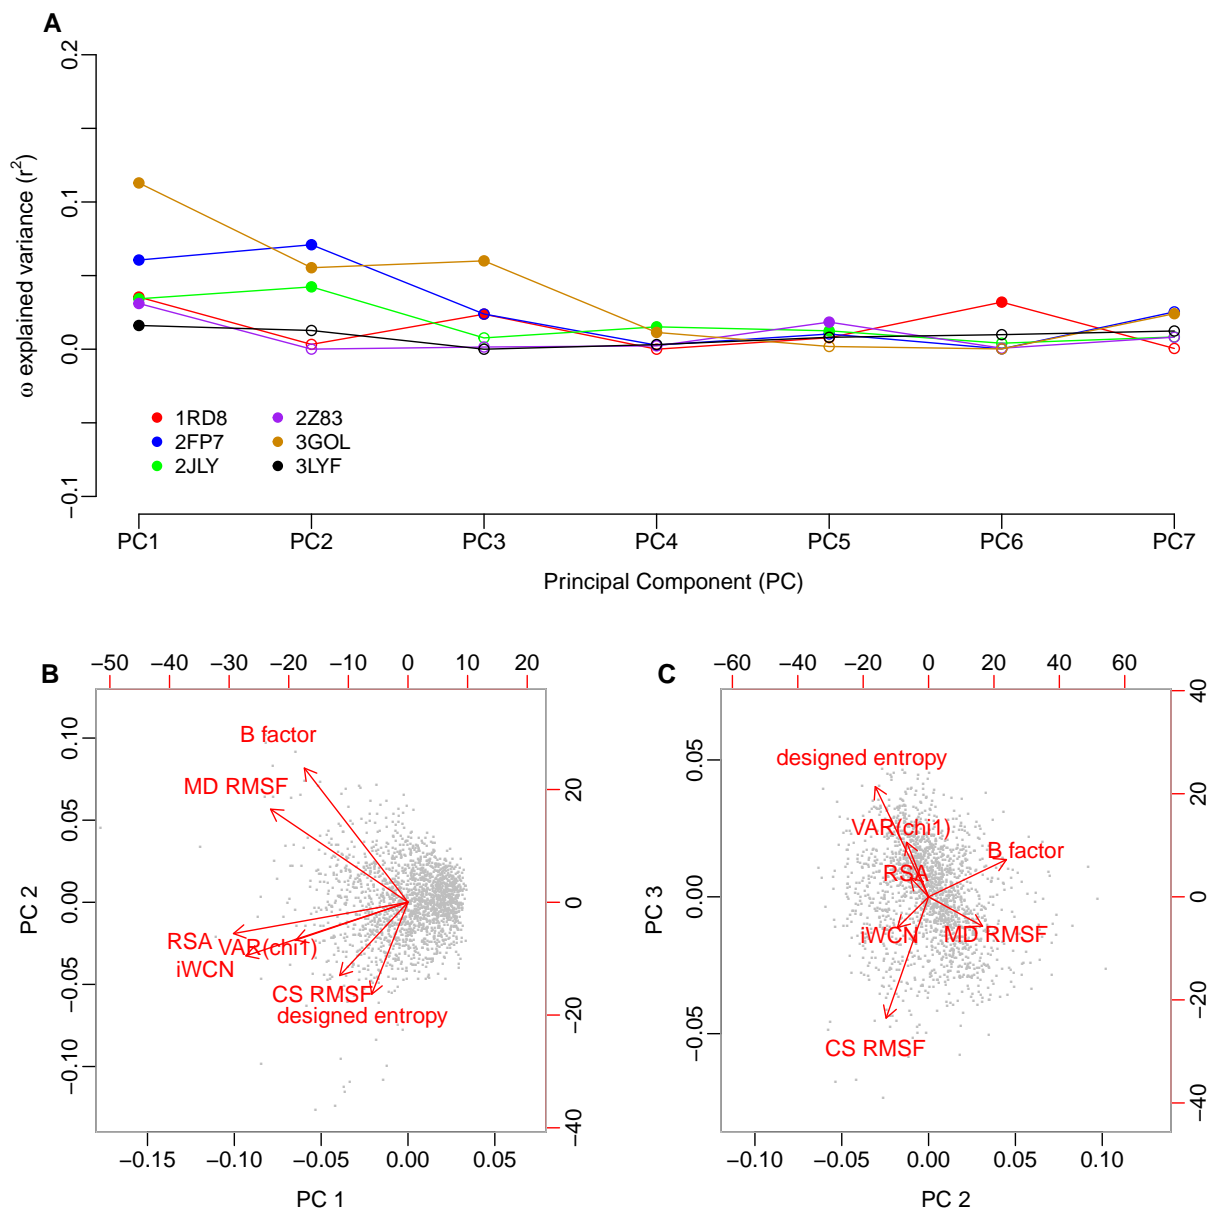 A
0.2
0.1
0.0
−0.1
ω explained variance (r2)
1RD8
2FP7
2JLY
2Z83
3GOL
3LYF
PC1 PC2 PC3 PC4 PC5 PC6 PC7
Principal Component (PC)
B
−50 −40 −30 −20 −10 0 10 20
0.10
0.05
0.00
−0.05
−0.10
PC 2
B factor
MD RMSF
RSA
VAR(chi1)
iWCN
CS RMSF
designed entropy
20
0
−20
−40
−0.15 −0.10 −0.05 0.00 0.05
PC 1
C
−60 −40 −20 0 20 40 60
0.05
0.00
−0.05
PC 3
designed entropy
VAR(chi1)
B factor
RSA
iWCN
MD RMSF
CS RMSF
40
20
0
−20
−40
−0.10 −0.05 0.00 0.05 0.10
PC 2